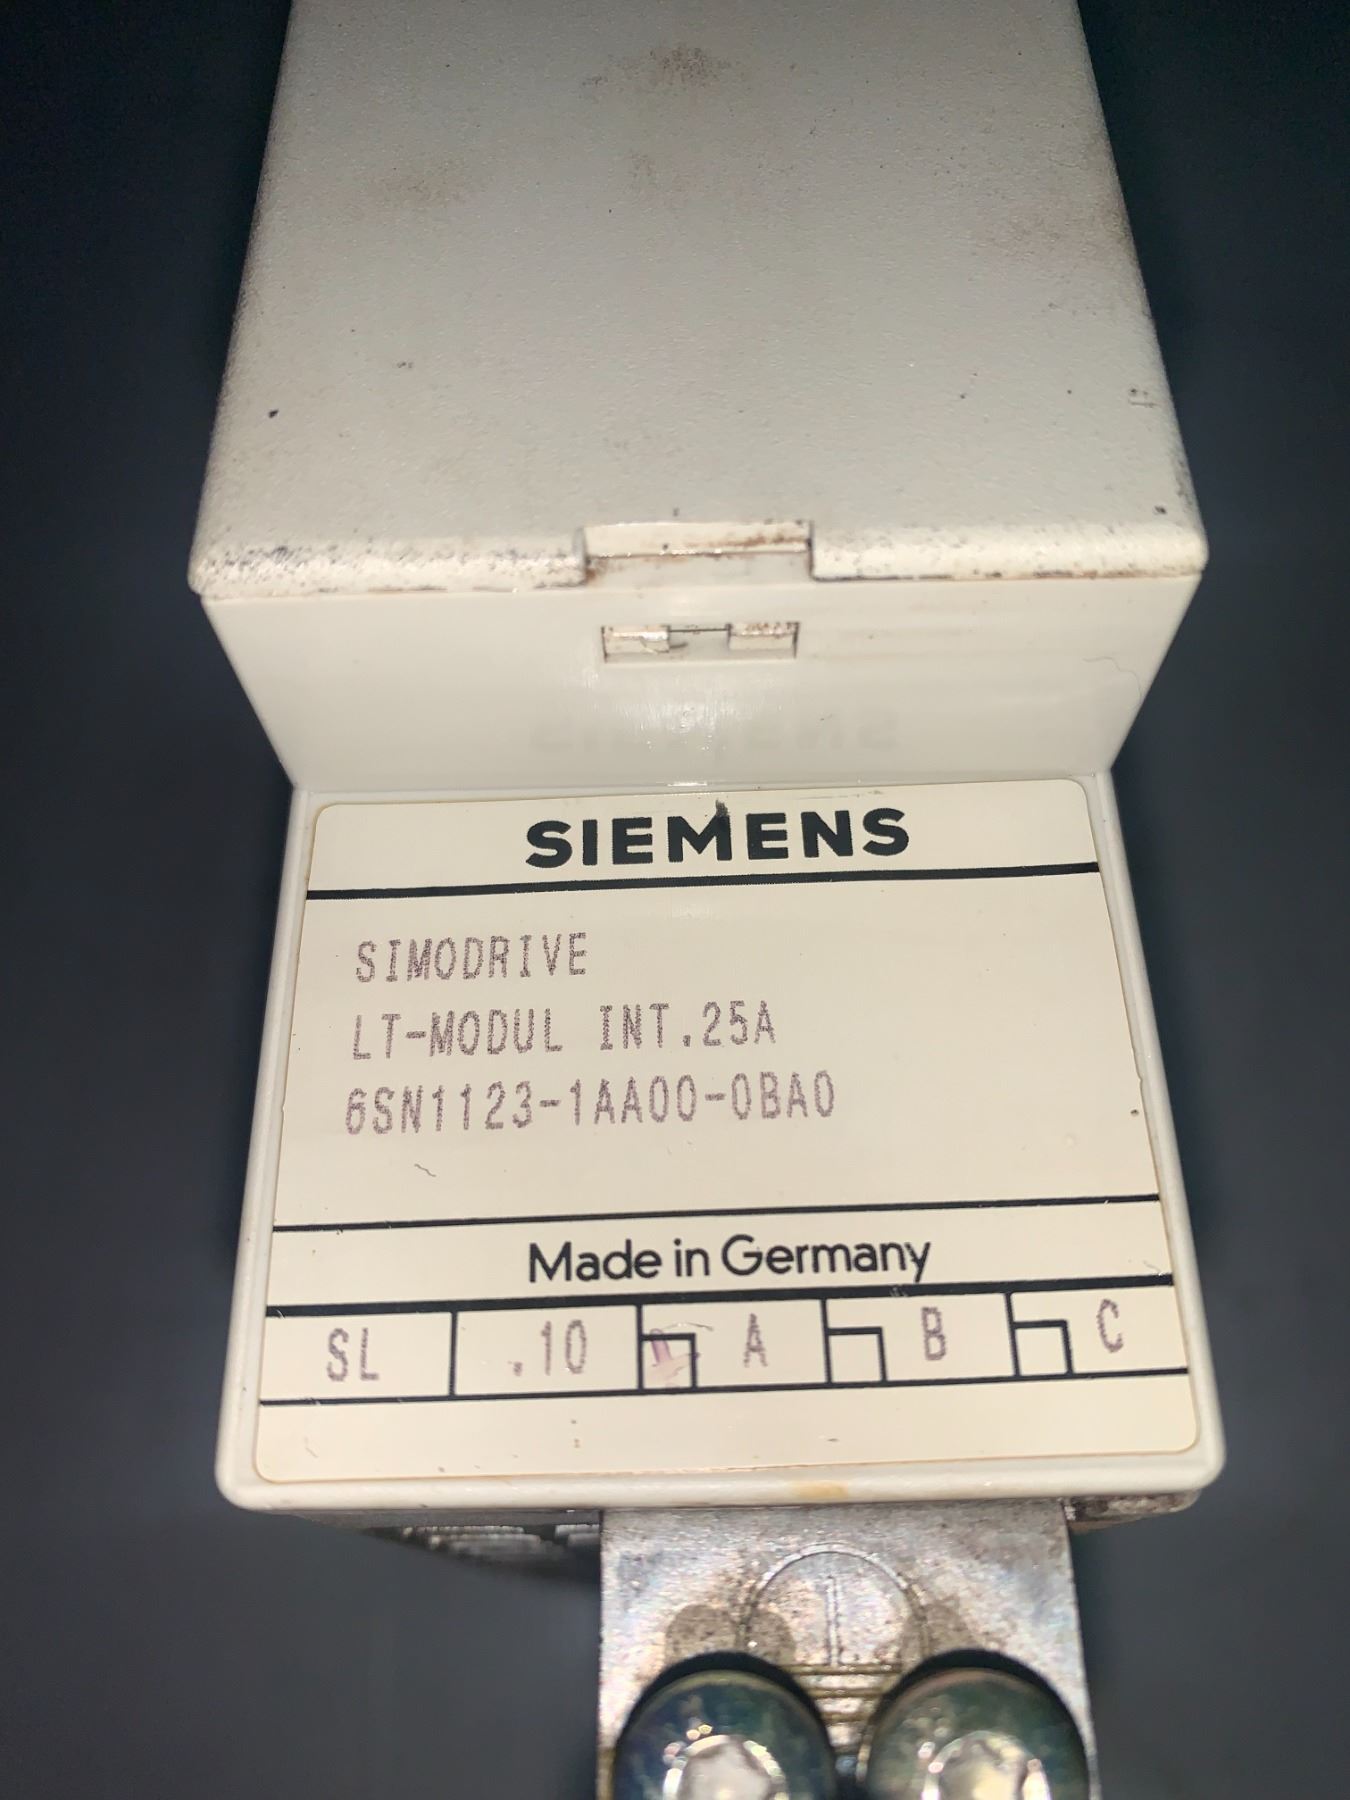 SIEMENS
SIMODRIVE
LT-MODUL INT.25A
6SN1123-1AA00-0BA0
Made in Germany
SL .10 A B C